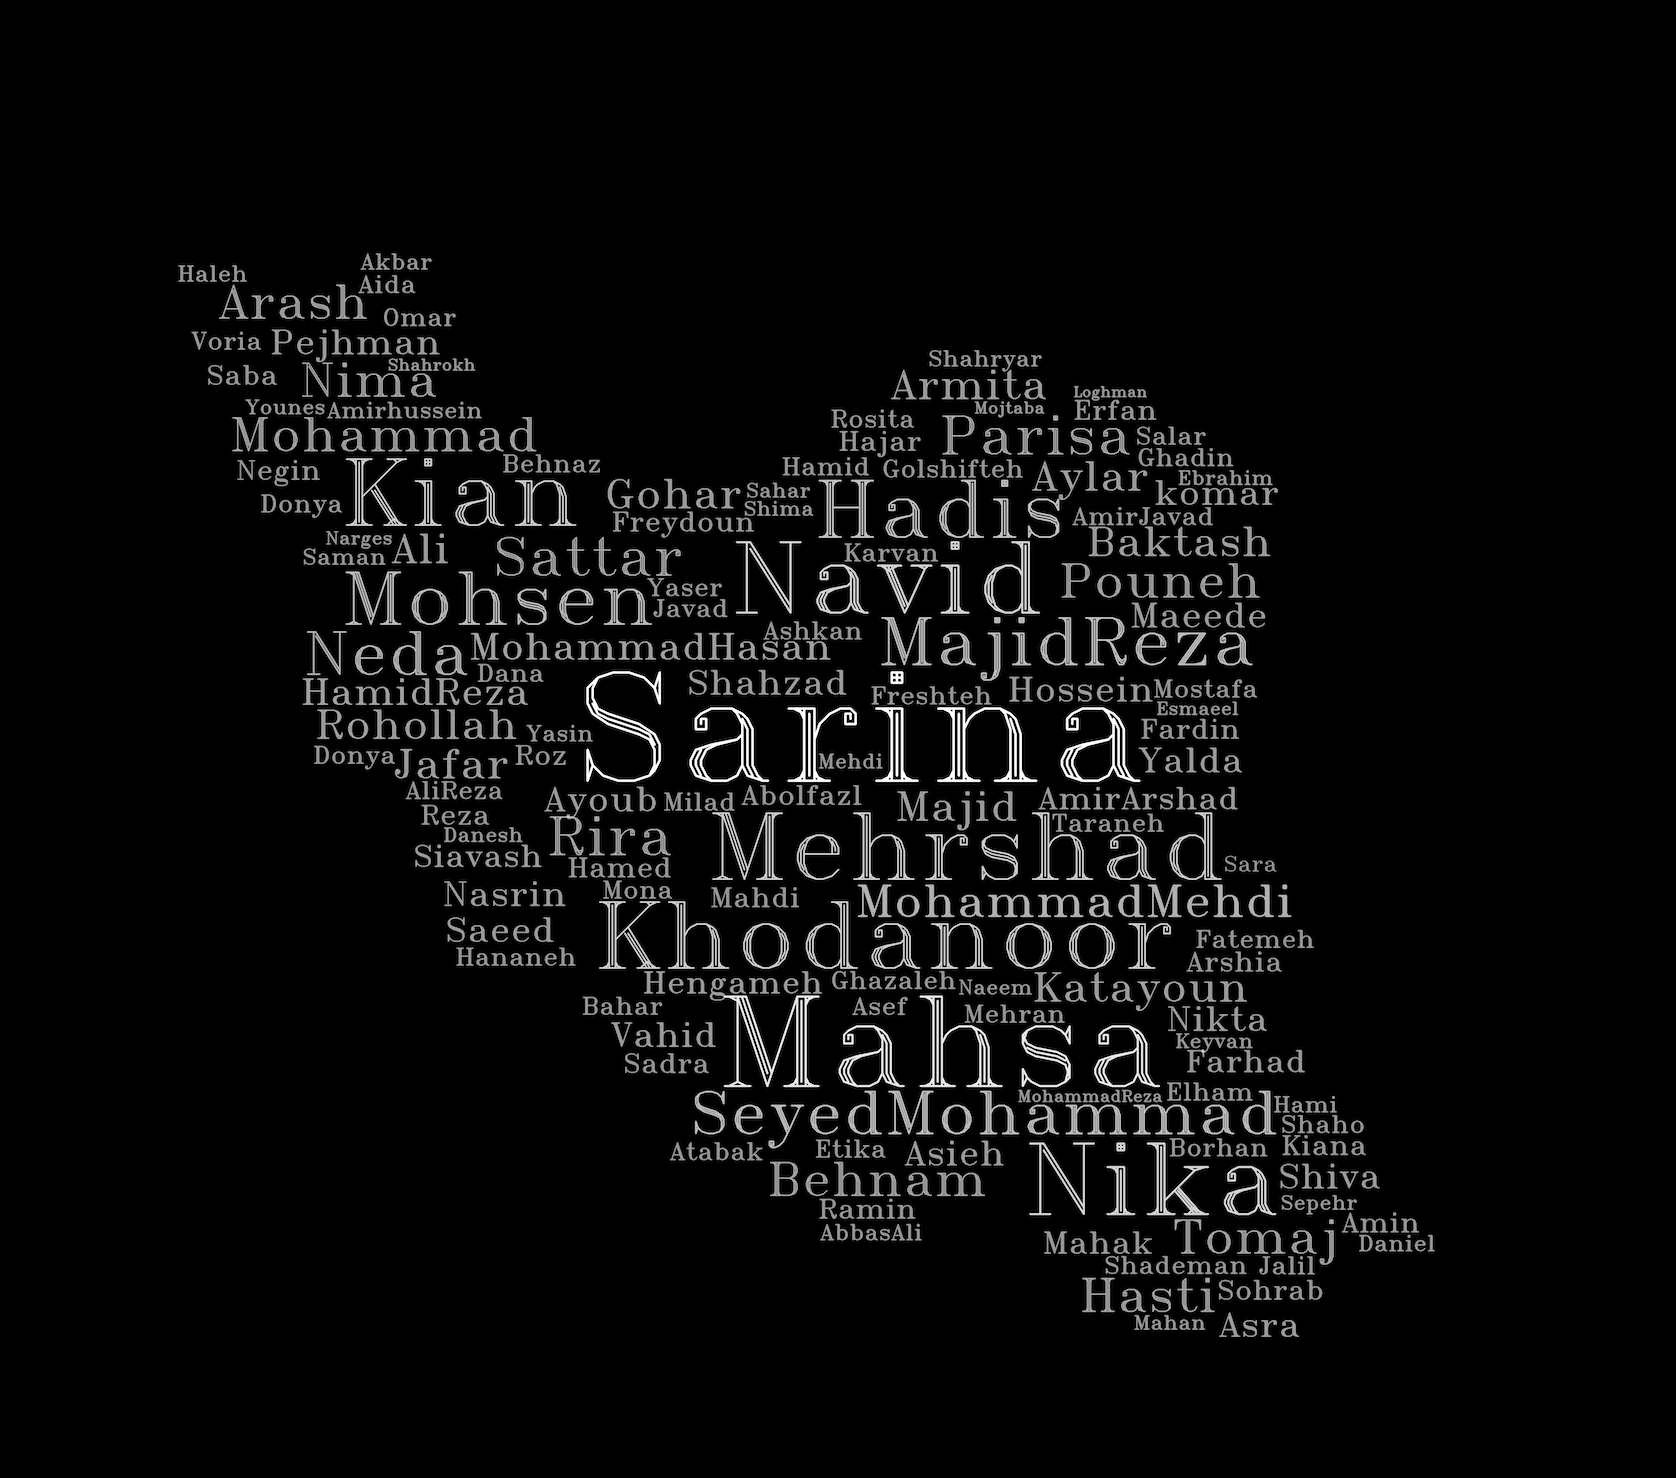 Akbar
Haleh
Aida
Arash
Omar
Voria Pejhman
Shahrokh
Saba Nima
Shahryar
Armita
Loghman
Younes Amirhussein
Mojtaba Erfan
Rosita
Mohammad
Hajar Parisa Salar
Ghadin
Negin Behnaz
Hamid Golshifteh Aylar Ebrahim
Kian Gohar Sahar
komar
Donya Shima Hadis
Freydoun AmirJavad
Narges
Saman Ali Sattar
Karvan Baktash
Navid
Pouneh
Mohsen Yaser
Javad
Maeede
Ashkan
Neda MohammadHasan MajidReza
Dana
HamidReza Shahzad Freshteh Hossein Mostafa
Esmaeel
Rohollah Yasin Sarina Fardin
Donya Jafar Roz Mehdi Yalda
AliReza Ayoub Milad Abolfazl Majid AmirArshad
Reza Taraneh
Danesh Rira Mehrshad
Siavash
Hamed Sara
Nasrin Mona Mahdi MohammadMehdi
Saeed Khodanoor Fatemeh
Hananeh Arshia
Hengameh Ghazaleh Naeem Katayoun
Bahar Asef Mehran
Vahid Mahsa Nikta
Keyvan
Sadra Farhad
MohammadReza Elham
SeyedMohammad Hami
Shaho
Atabak Etika Asieh Borhan Kiana
Behnam Nika Shiva
Ramin Sepehr
AbbasAli Amin
Mahak Tomaj Daniel
Shademan Jalil
Hasti Sohrab
Mahan Asra